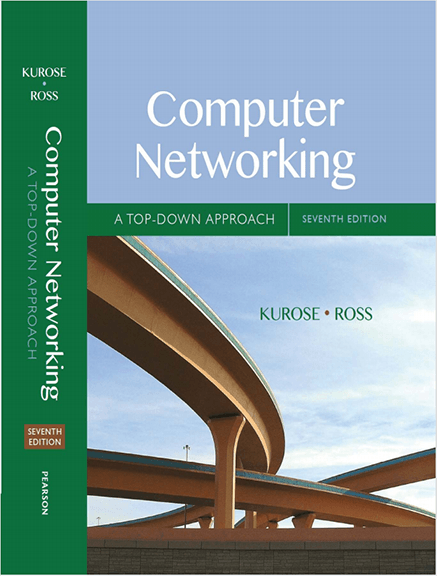 KUROSE
•
ROSS
Computer Networking
A TOP-DOWN APPROACH
SEVENTH
EDITION
PEARSON
Computer
Networking
A TOP-DOWN APPROACH
SEVENTH EDITION
KUROSE • ROSS